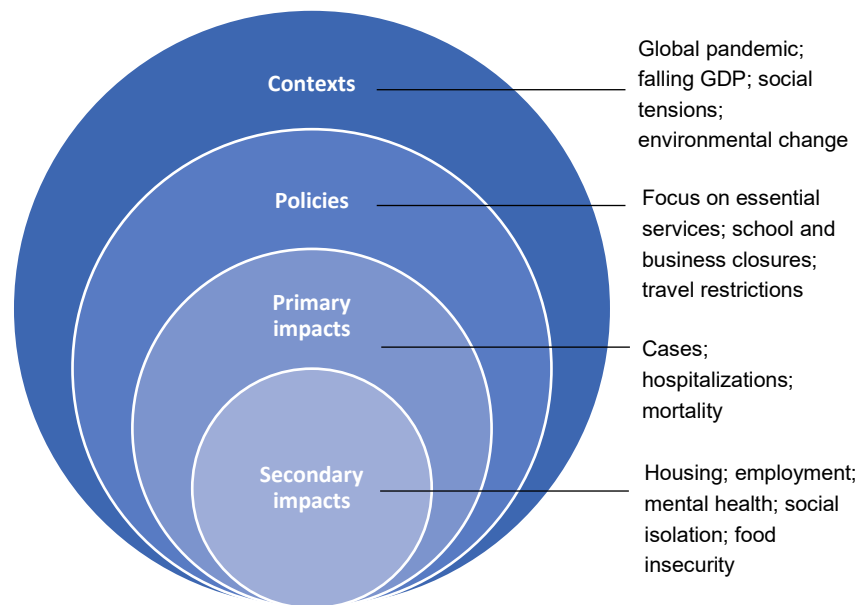 Contexts
Global pandemic;
falling GDP; social
tensions;
environmental change
Policies
Focus on essential
services; school and
business closures;
travel restrictions
Primary
impacts
Cases;
hospitalizations;
mortality
Secondary
impacts
Housing; employment;
mental health; social
isolation; food
insecurity